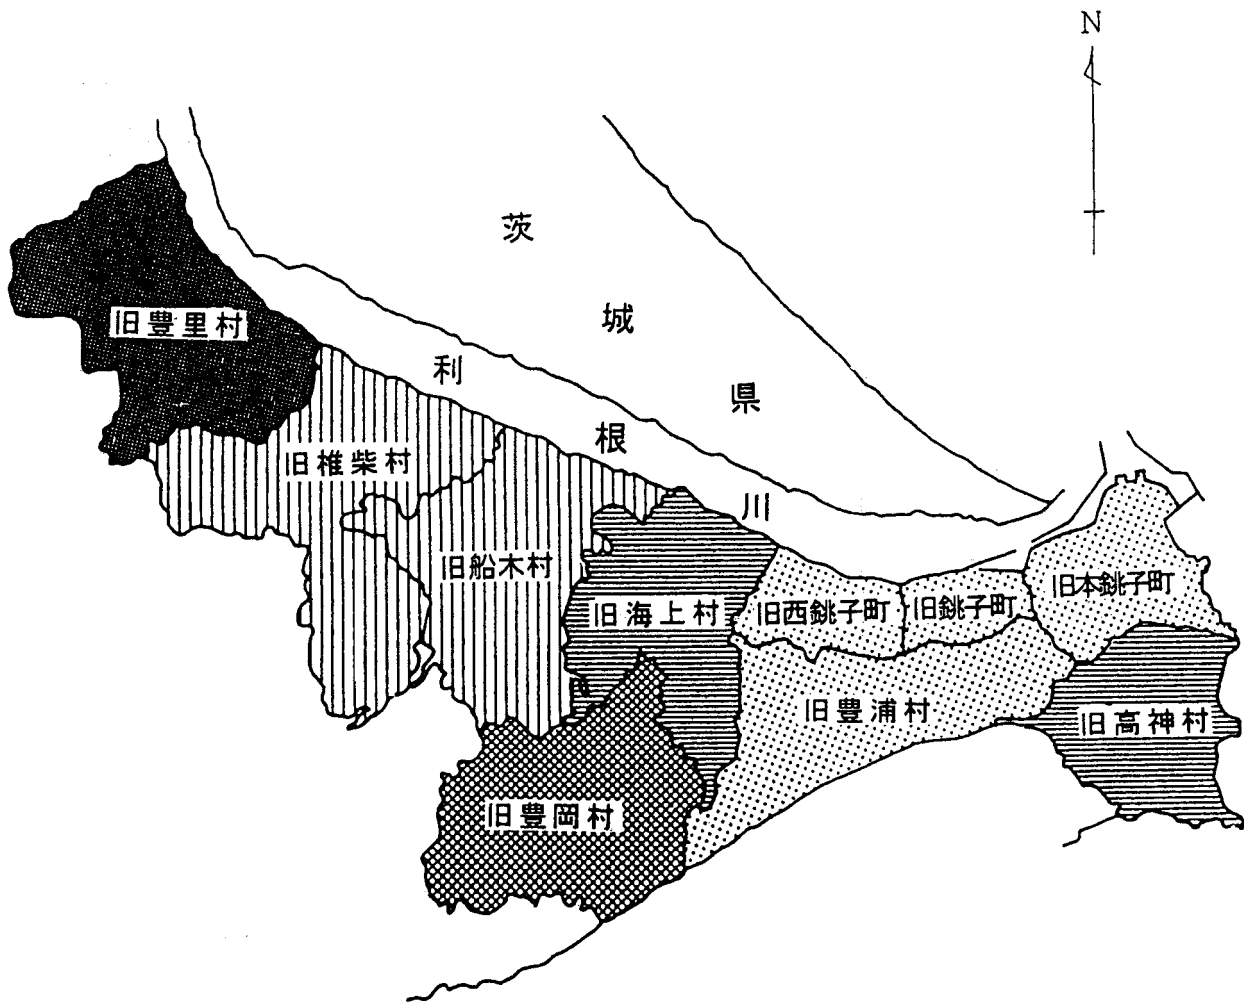 N
茨城県
利根川
旧豊里村
旧椎柴村
旧船木村
旧海上村
旧西銚子町
旧銚子町
旧本銚子町
旧豊浦村
旧高神村
旧豊岡村